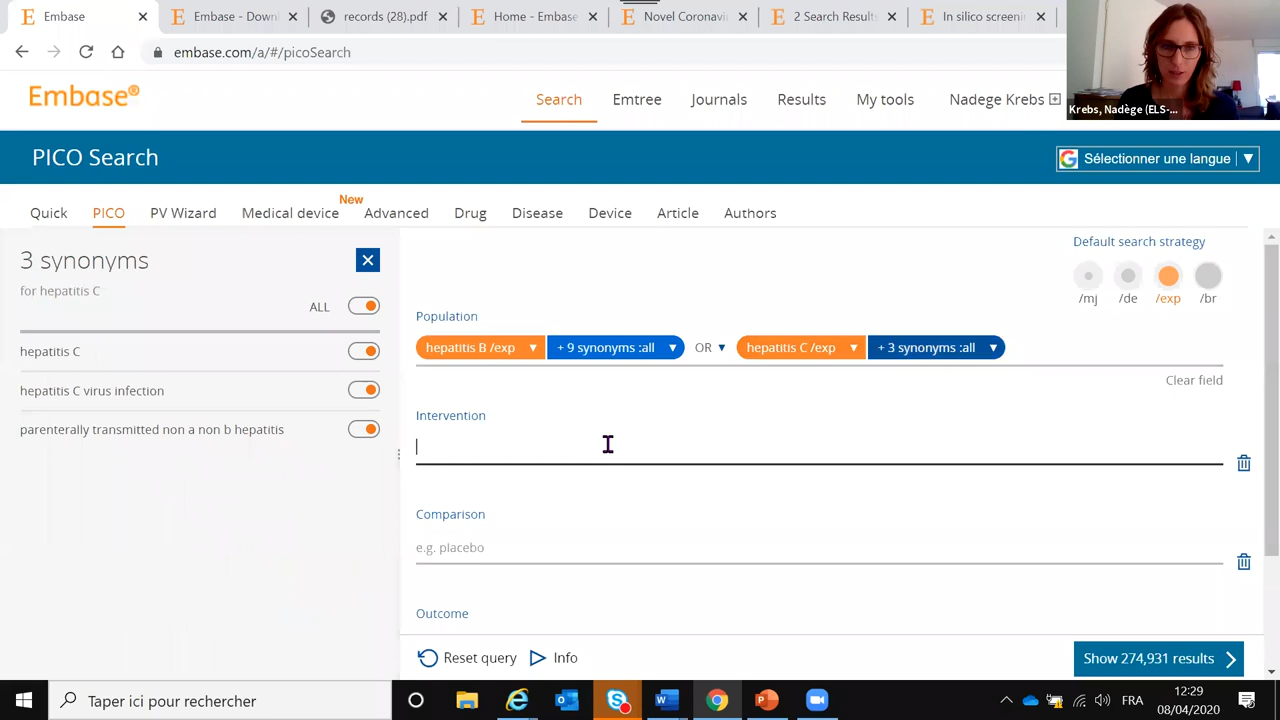 Embase
Embase - Down
records (28).pdf
Home - Embase
Novel Coronavi
2 Search Results
In silico screenin
embase.com/a/#/picoSearch
Krebs, Nadège (ELS-...
Embase®
Search
Emtree
Journals
Results
My tools
Nadege Krebs
PICO Search
Sélectionner une langue
Quick
PICO
PV Wizard
Medical device
New
Advanced
Drug
Disease
Device
Article
Authors
3 synonyms
for hepatitis C
ALL
hepatitis C
hepatitis C virus infection
parenterally transmitted non a non b hepatitis
Default search strategy
/mj /de /exp /br
Population
hepatitis B /exp + 9 synonyms :all OR hepatitis C /exp + 3 synonyms :all
Clear field
Intervention
Comparison
e.g. placebo
Outcome
Reset query
Info
Show 274,931 results
Taper ici pour rechercher
FRA
12:29
08/04/2020